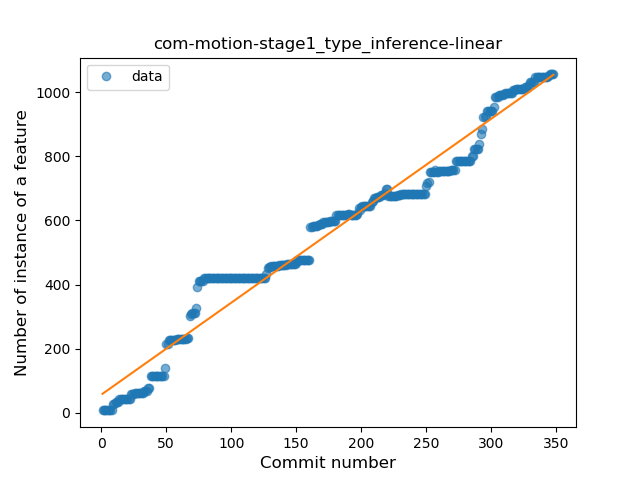 com-motion-stage1_type_inference-linear
data
Number of instance of a feature
1000
800
600
400
200
0
0 50 100 150 200 250 300 350
Commit number